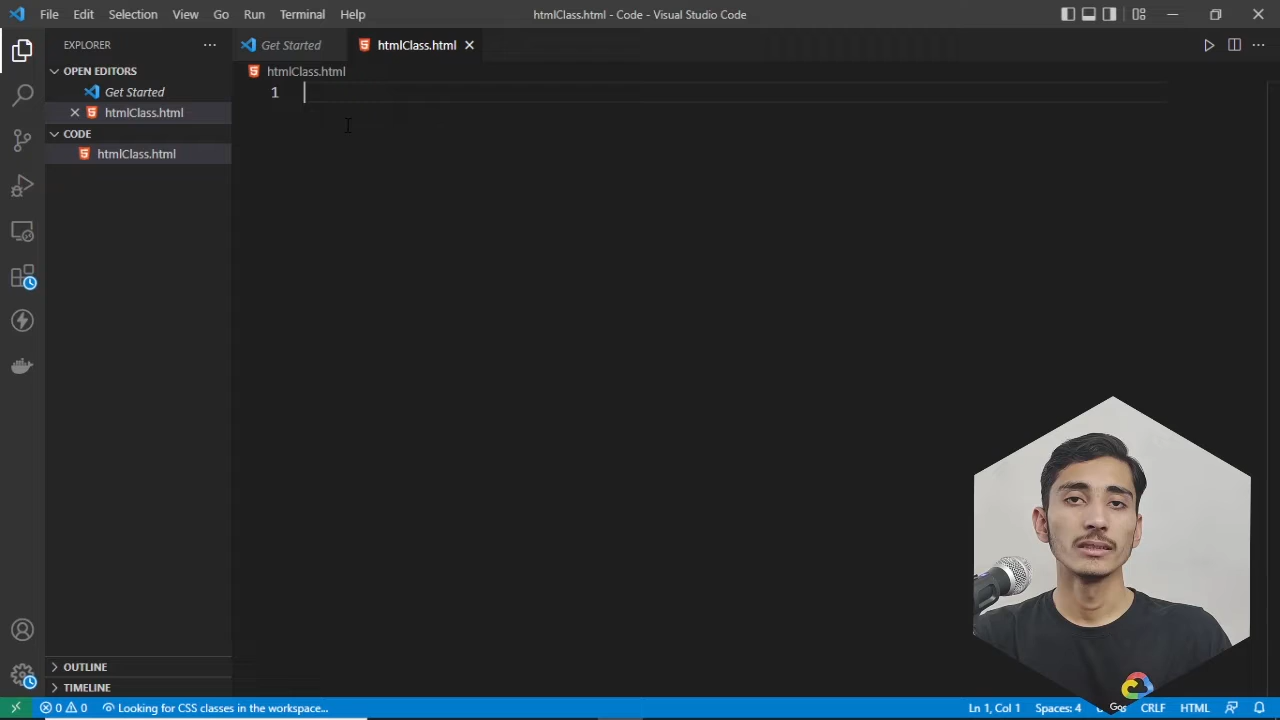 File Edit Selection View Go Run Terminal Help
htmlClass.html - Code - Visual Studio Code
EXPLORER
OPEN EDITORS
Get Started
htmlClass.html
CODE
htmlClass.html
OUTLINE
TIMELINE
Get Started
htmlClass.html
htmlClass.html
1
0 0 Looking for CSS classes in the workspace...
Ln 1, Col 1 Spaces: 4 CRLF HTML